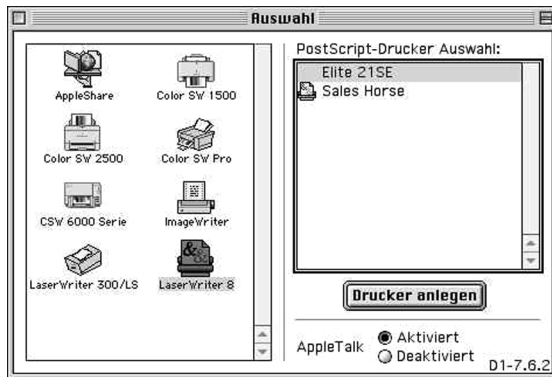 Auswahl
AppleShare
Color SW 1500
Color SW 2500
Color SW Pro
CSW 6000 Serie
ImageWriter
LaserWriter 300/LS
LaserWriter 8
PostScript-Drucker Auswahl:
Elite 21SE
Sales Horse
Drucker anlegen
AppleTalk
Aktiviert
Deaktiviert
D1-7.6.2